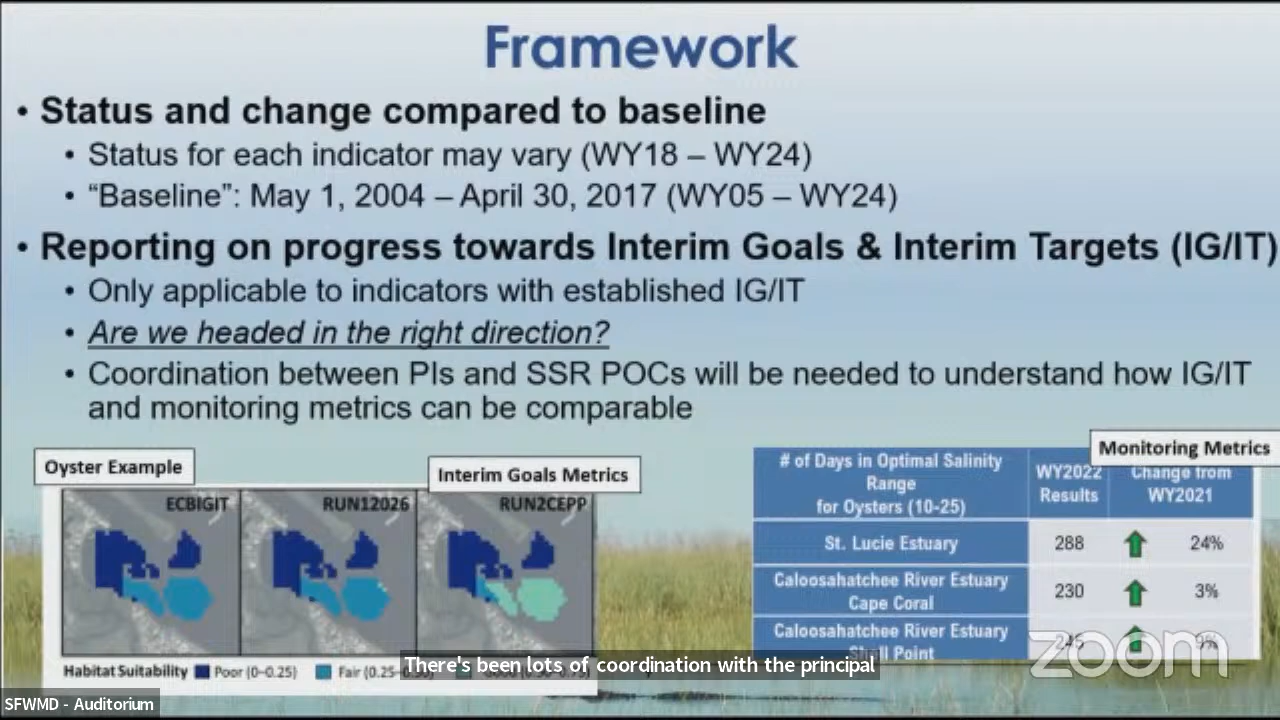 Framework
• Status and change compared to baseline
• Status for each indicator may vary (WY18 – WY24)
• “Baseline”: May 1, 2004 – April 30, 2017 (WY05 – WY24)
• Reporting on progress towards Interim Goals & Interim Targets (IG/IT)
• Only applicable to indicators with established IG/IT
• Are we headed in the right direction?
• Coordination between PIs and SSR POCs will be needed to understand how IG/IT
and monitoring metrics can be comparable
Oyster Example
Interim Goals Metrics
ECBIGIT
RUN12026
RUN2CEPP
Habitat Suitability
Poor (0–0.25)
Fair (0.25–
Monitoring Metrics
# of Days in Optimal Salinity
Range
for Oysters (10-25)
WY2022
Results
Change from
WY2021
St. Lucie Estuary
288
24%
Caloosahatchee River Estuary
Cape Coral
230
3%
Caloosahatchee River Estuary
Shell Point
245
9%
zoom
There's been lots of coordination with the principal
SFWMD - Auditorium